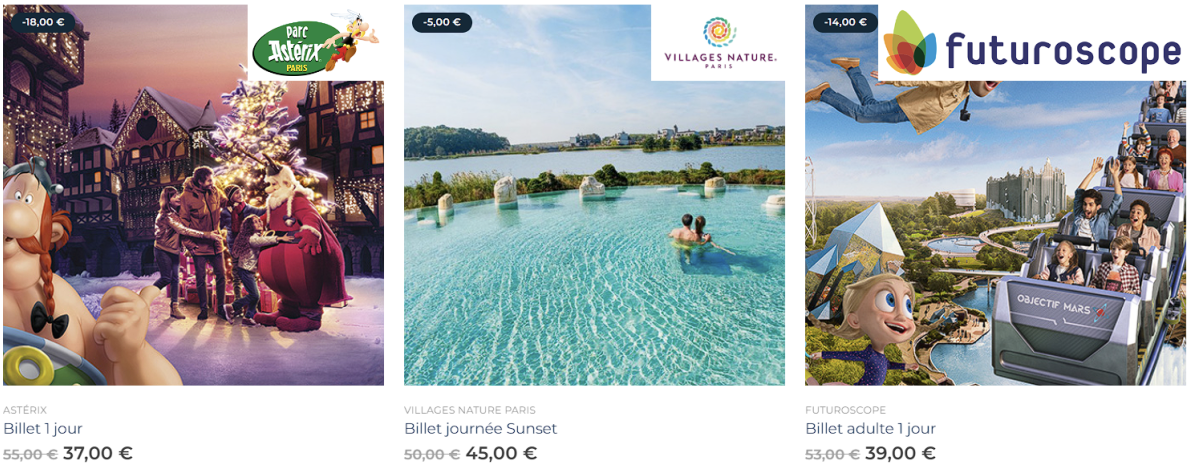 -18,00 €
Parc
Astérix
PARIS
-5,00 €
VILLAGES NATURE
PARIS
-14,00 €
futuroscope
OBJECTIF MARS
ASTÉRIX
Billet 1 jour
55,00 € 37,00 €
VILLAGES NATURE PARIS
Billet journée Sunset
50,00 € 45,00 €
FUTUROSCOPE
Billet adulte 1 jour
53,00 € 39,00 €